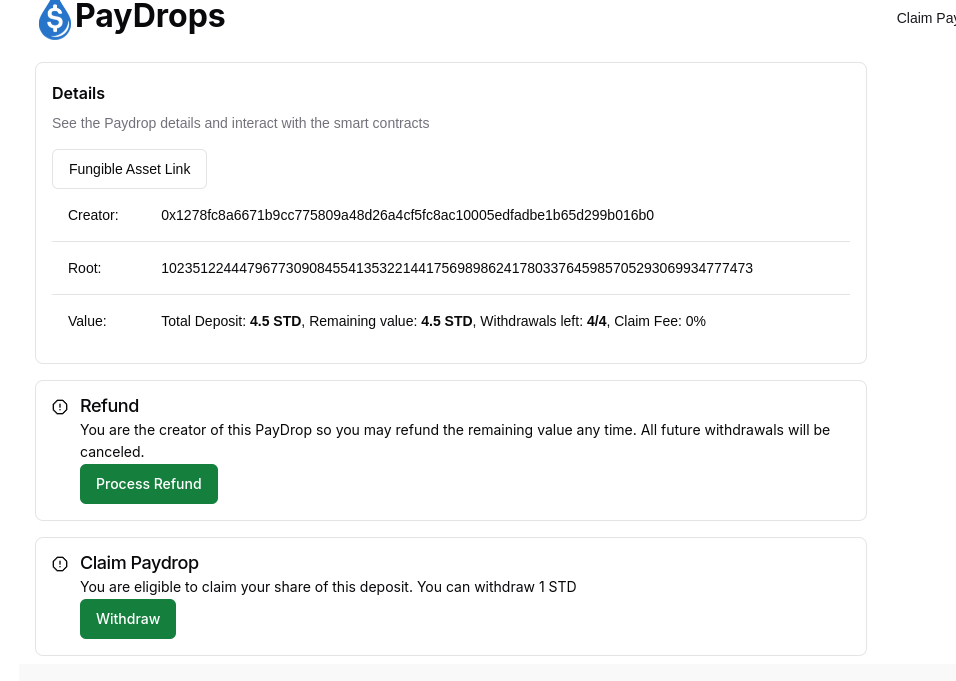 PayDrops
Claim Pay
Details
See the Paydrop details and interact with the smart contracts
Fungible Asset Link
Creator: 0x1278fc8a6671b9cc775809a48d26a4cf5fc8ac10005edfadbe1b65d299b016b0
Root: 1023512244479677309084554135322144175698986241780337645985705293069934777473
Value: Total Deposit: 4.5 STD, Remaining value: 4.5 STD, Withdrawals left: 4/4, Claim Fee: 0%
Refund
You are the creator of this PayDrop so you may refund the remaining value any time. All future withdrawals will be
canceled.
Process Refund
Claim Paydrop
You are eligible to claim your share of this deposit. You can withdraw 1 STD
Withdraw